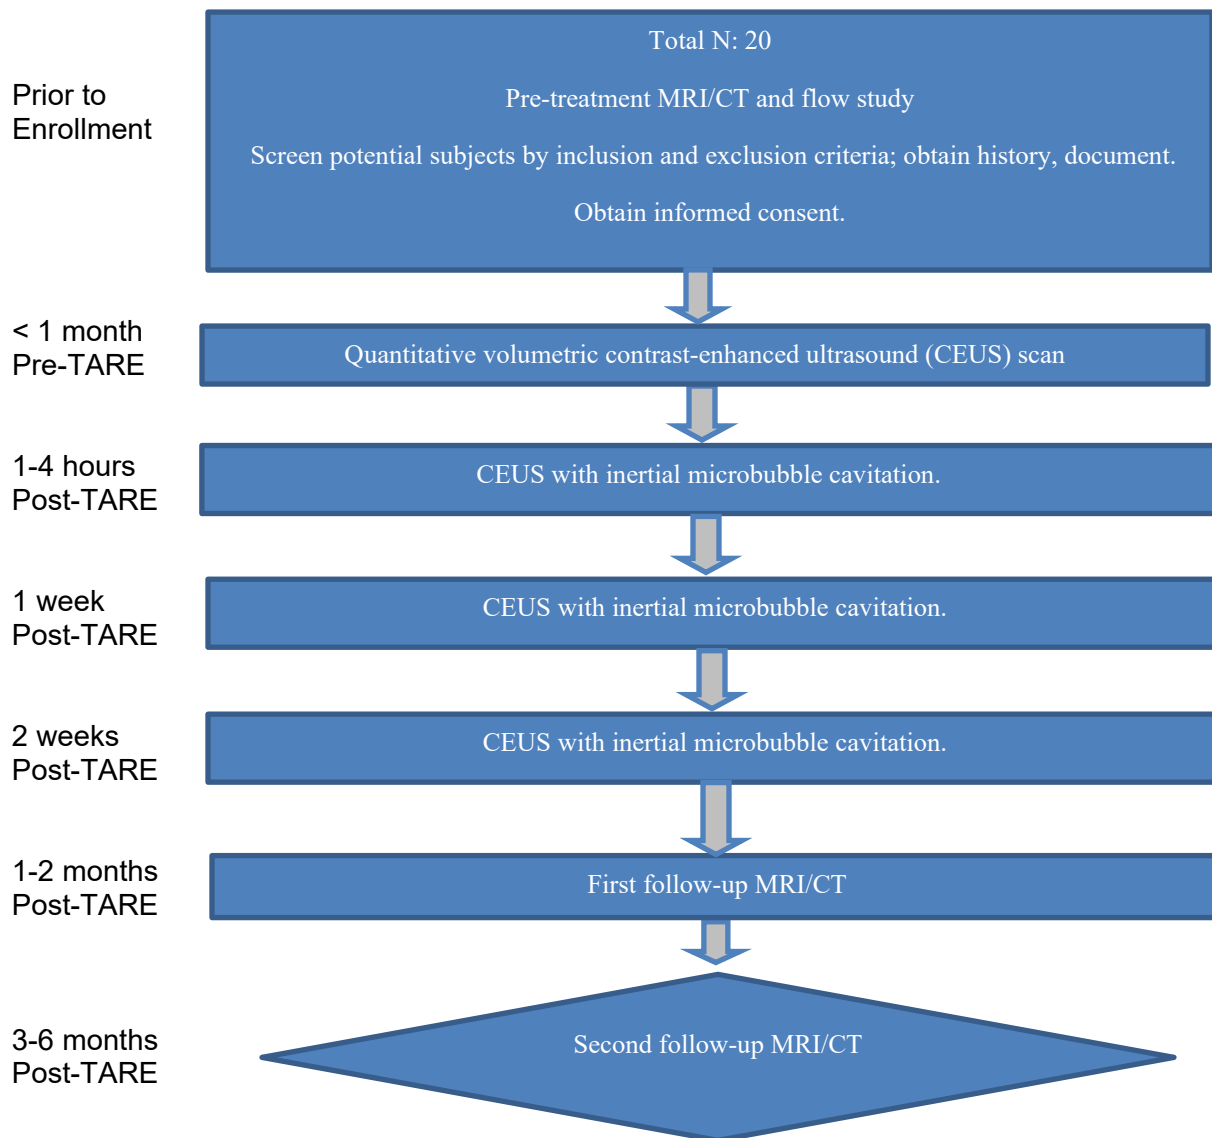 Total N: 20
Prior to
Enrollment
Pre-treatment MRI/CT and flow study
Screen potential subjects by inclusion and exclusion criteria; obtain history, document.
Obtain informed consent.
< 1 month
Pre-TARE
Quantitative volumetric contrast-enhanced ultrasound (CEUS) scan
1-4 hours
Post-TARE
CEUS with inertial microbubble cavitation.
1 week
Post-TARE
CEUS with inertial microbubble cavitation.
2 weeks
Post-TARE
CEUS with inertial microbubble cavitation.
1-2 months
Post-TARE
First follow-up MRI/CT
3-6 months
Post-TARE
Second follow-up MRI/CT